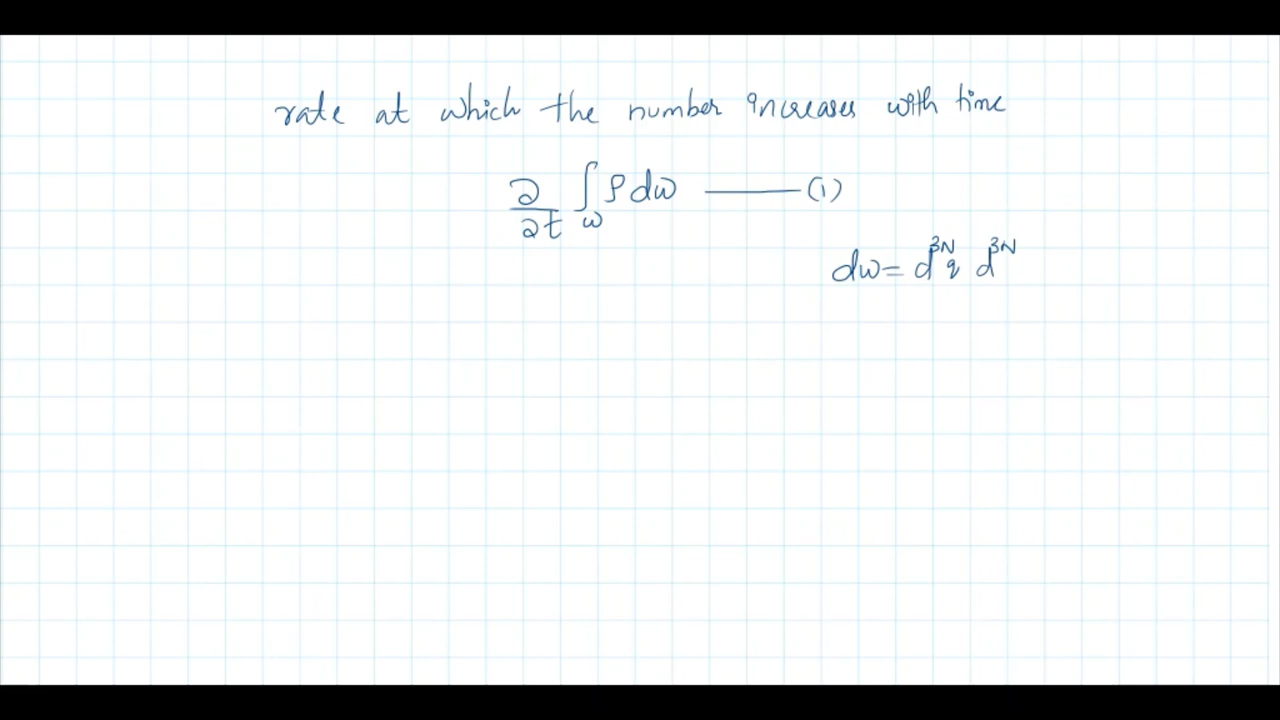 rate at which the number increases with time
∂/∂t ∫_ω ρ dω ——— (1)
dω = d^{3N}q d^{3N}